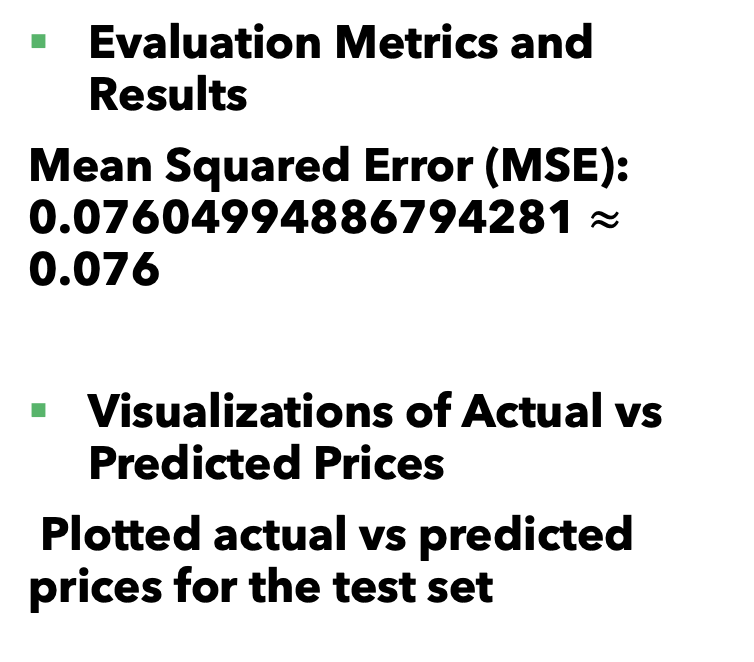 ▪ Evaluation Metrics and
Results
Mean Squared Error (MSE):
0.07604994886794281 ≈
0.076
▪ Visualizations of Actual vs
Predicted Prices
Plotted actual vs predicted
prices for the test set